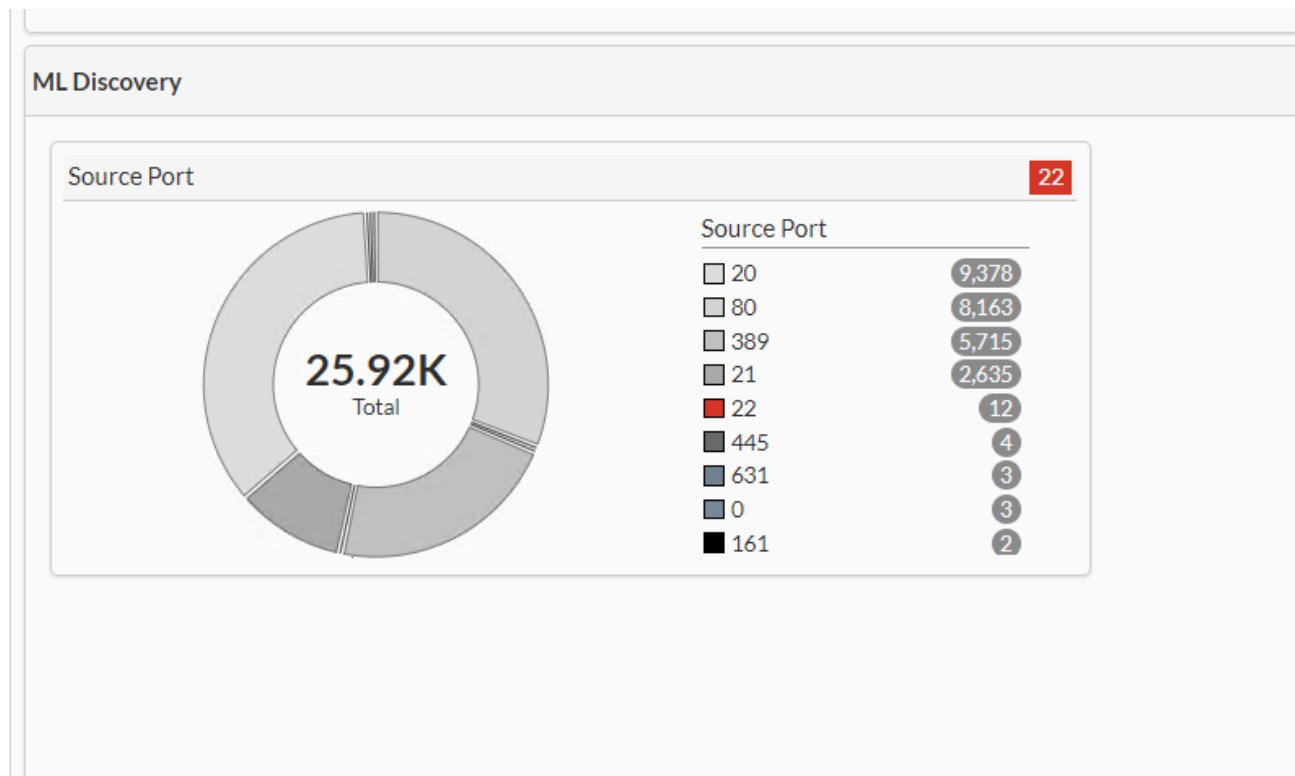 ML Discovery
Source Port 22
25.92K
Total
Source Port
20 9,378
80 8,163
389 5,715
21 2,635
22 12
445 4
631 3
0 3
161 2